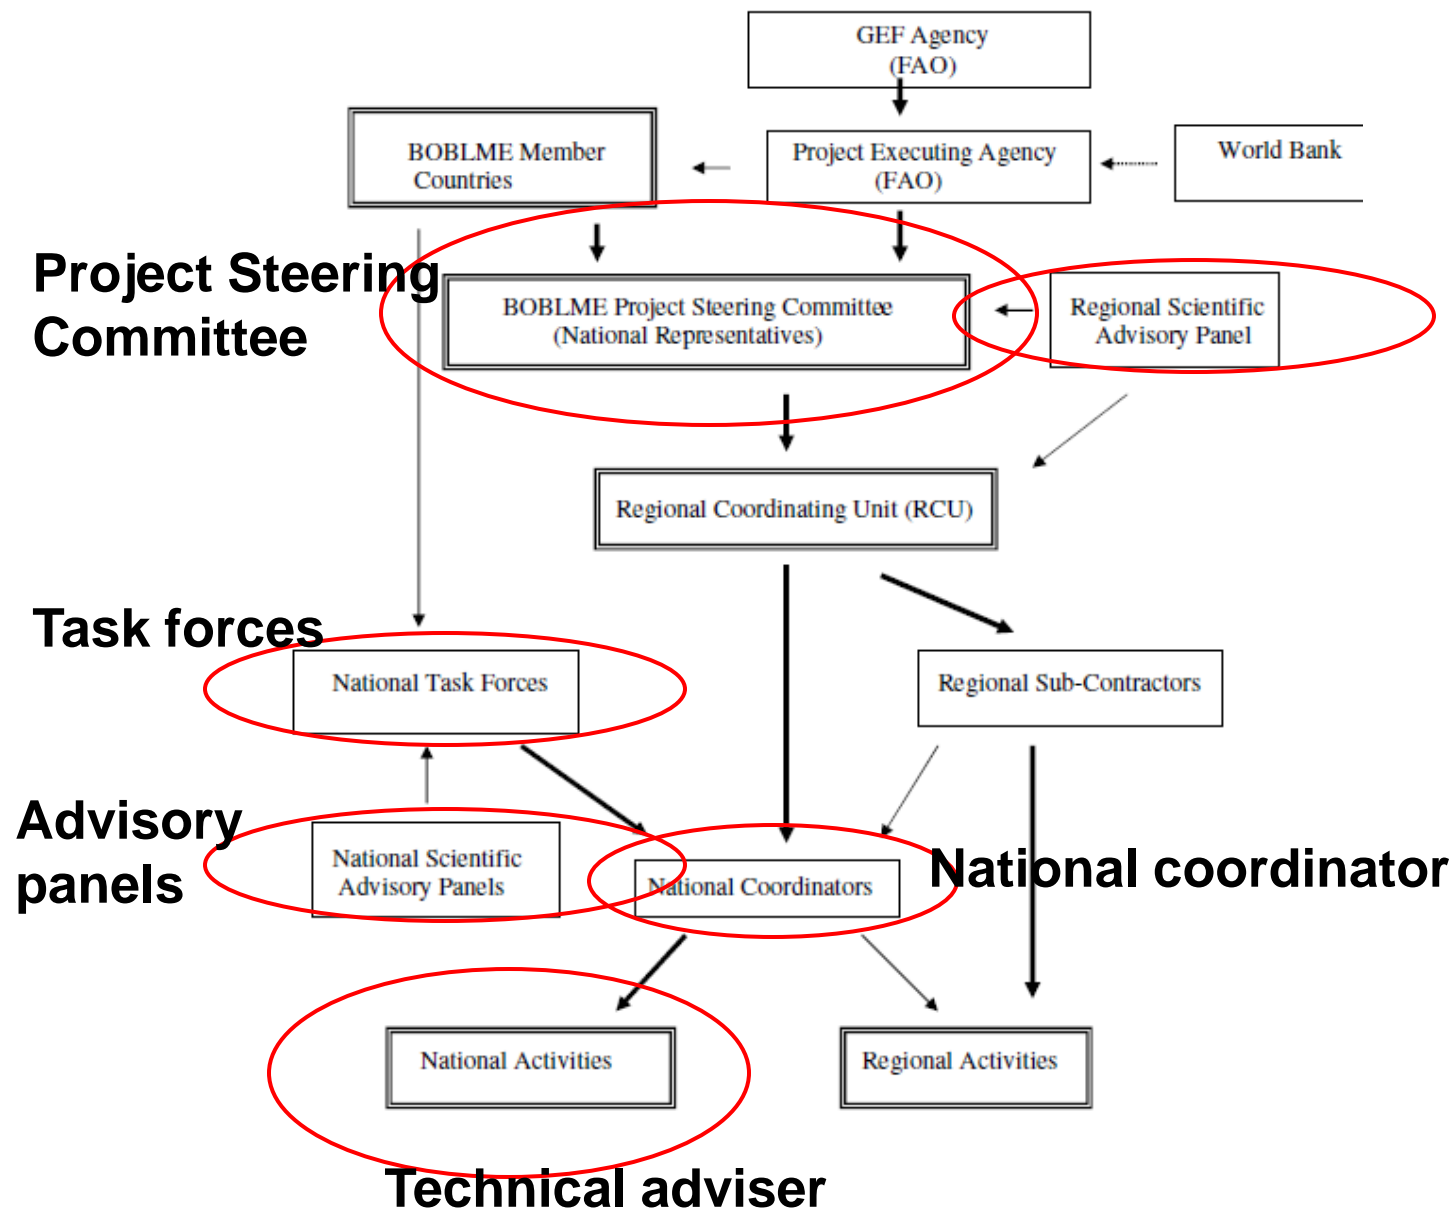 GEF Agency
(FAO)
BOBLME Member
Countries
Project Executing Agency
(FAO)
World Bank
Project Steering
Committee
BOBLME Project Steering Committee
(National Representatives)
Regional Scientific
Advisory Panel
Regional Coordinating Unit (RCU)
Task forces
National Task Forces
Regional Sub-Contractors
Advisory
panels
National Scientific
Advisory Panels
National Coordinators
National coordinator
National Activities
Regional Activities
Technical adviser